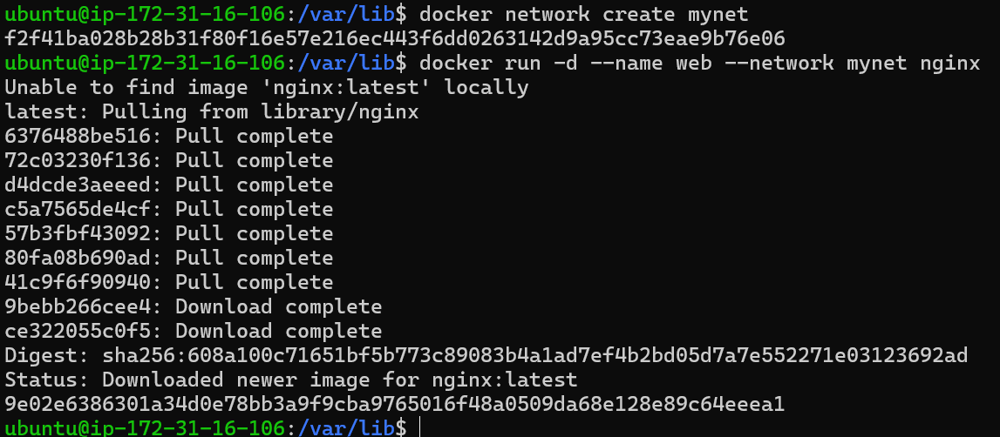 ubuntu@ip-172-31-16-106:/var/lib$ docker network create mynet
f2f41ba028b28b31f80f16e57e216ec443f6dd0263142d9a95cc73eae9b76e06
ubuntu@ip-172-31-16-106:/var/lib$ docker run -d --name web --network mynet nginx
Unable to find image 'nginx:latest' locally
latest: Pulling from library/nginx
6376488be516: Pull complete
72c03230f136: Pull complete
d4dcde3aeeed: Pull complete
c5a7565de4cf: Pull complete
57b3fbf43092: Pull complete
80fa08b690ad: Pull complete
41c9f6f90940: Pull complete
9bebb266cee4: Download complete
ce322055c0f5: Download complete
Digest: sha256:608a100c71651bf5b773c89083b4a1ad7ef4b2bd05d7a7e552271e03123692ad
Status: Downloaded newer image for nginx:latest
9e02e6386301a34d0e78bb3a9f9cba9765016f48a0509da68e128e89c64eeea1
ubuntu@ip-172-31-16-106:/var/lib$